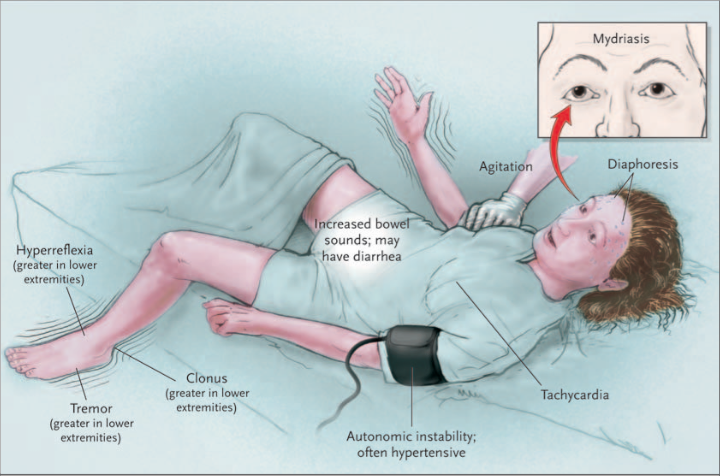 Mydriasis
Agitation
Diaphoresis
Increased bowel
sounds; may
have diarrhea
Hyperreflexia
(greater in lower
extremities)
Clonus
(greater in lower
extremities)
Tremor
(greater in lower
extremities)
Tachycardia
Autonomic instability;
often hypertensive